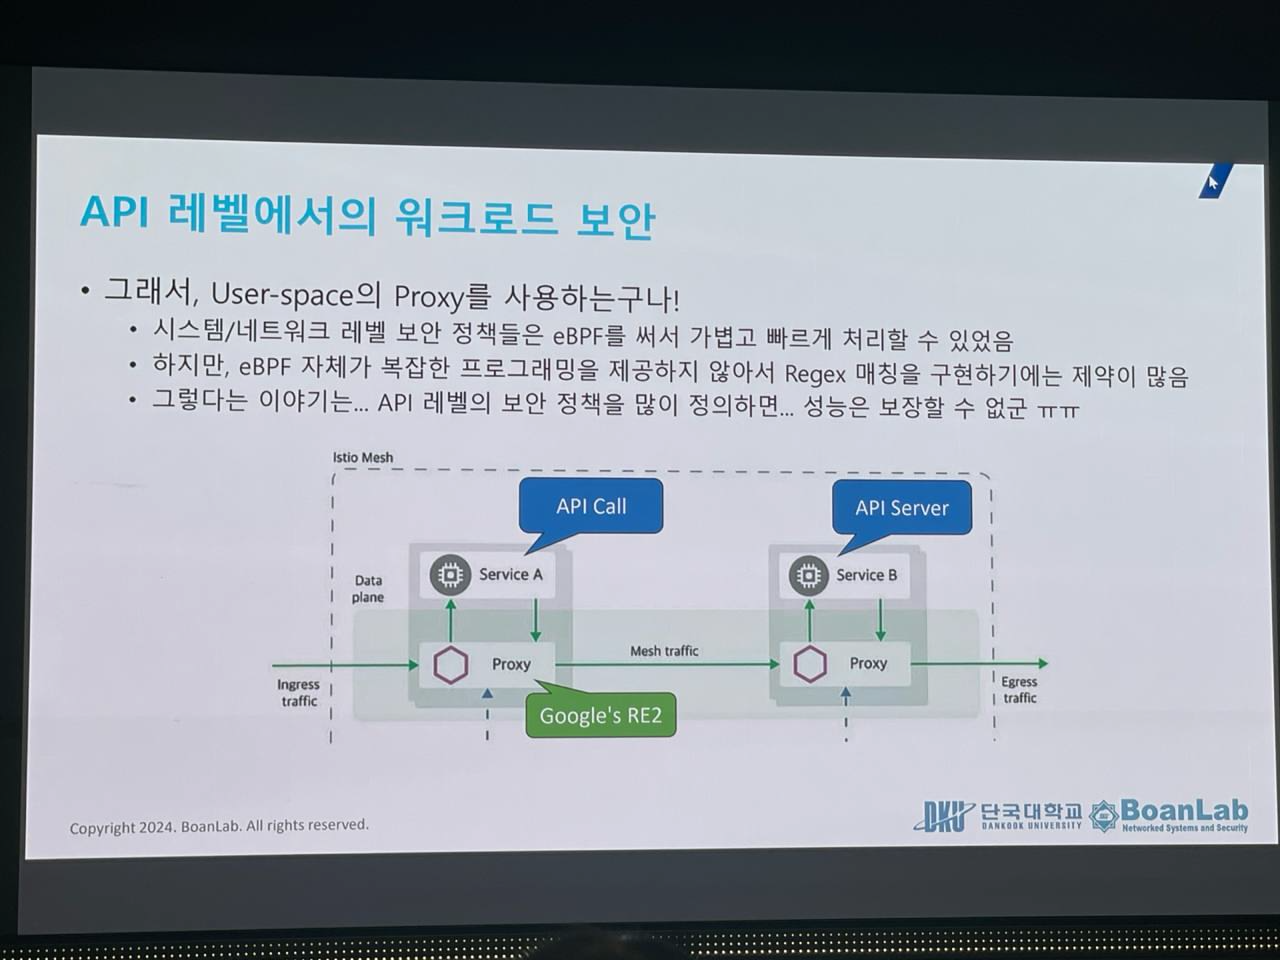 API 레벨에서의 워크로드 보안
• 그래서, User-space의 Proxy를 사용하는구나!
• 시스템/네트워크 레벨 보안 정책들은 eBPF를 써서 가볍고 빠르게 처리할 수 있었음
• 하지만, eBPF 자체가 복잡한 프로그래밍을 제공하지 않아서 Regex 매칭을 구현하기에는 제약이 많음
• 그렇다는 이야기는... API 레벨의 보안 정책을 많이 정의하면... 성능은 보장할 수 없군 ㅠㅠ
Istio Mesh
API Call
API Server
Service A
Service B
Data
plane
Proxy
Mesh traffic
Proxy
Ingress
traffic
Egress
traffic
Google's RE2
Copyright 2024. BoanLab. All rights reserved.
DKU 단국대학교
DANKOOK UNIVERSITY
BoanLab
Networked Systems and Security